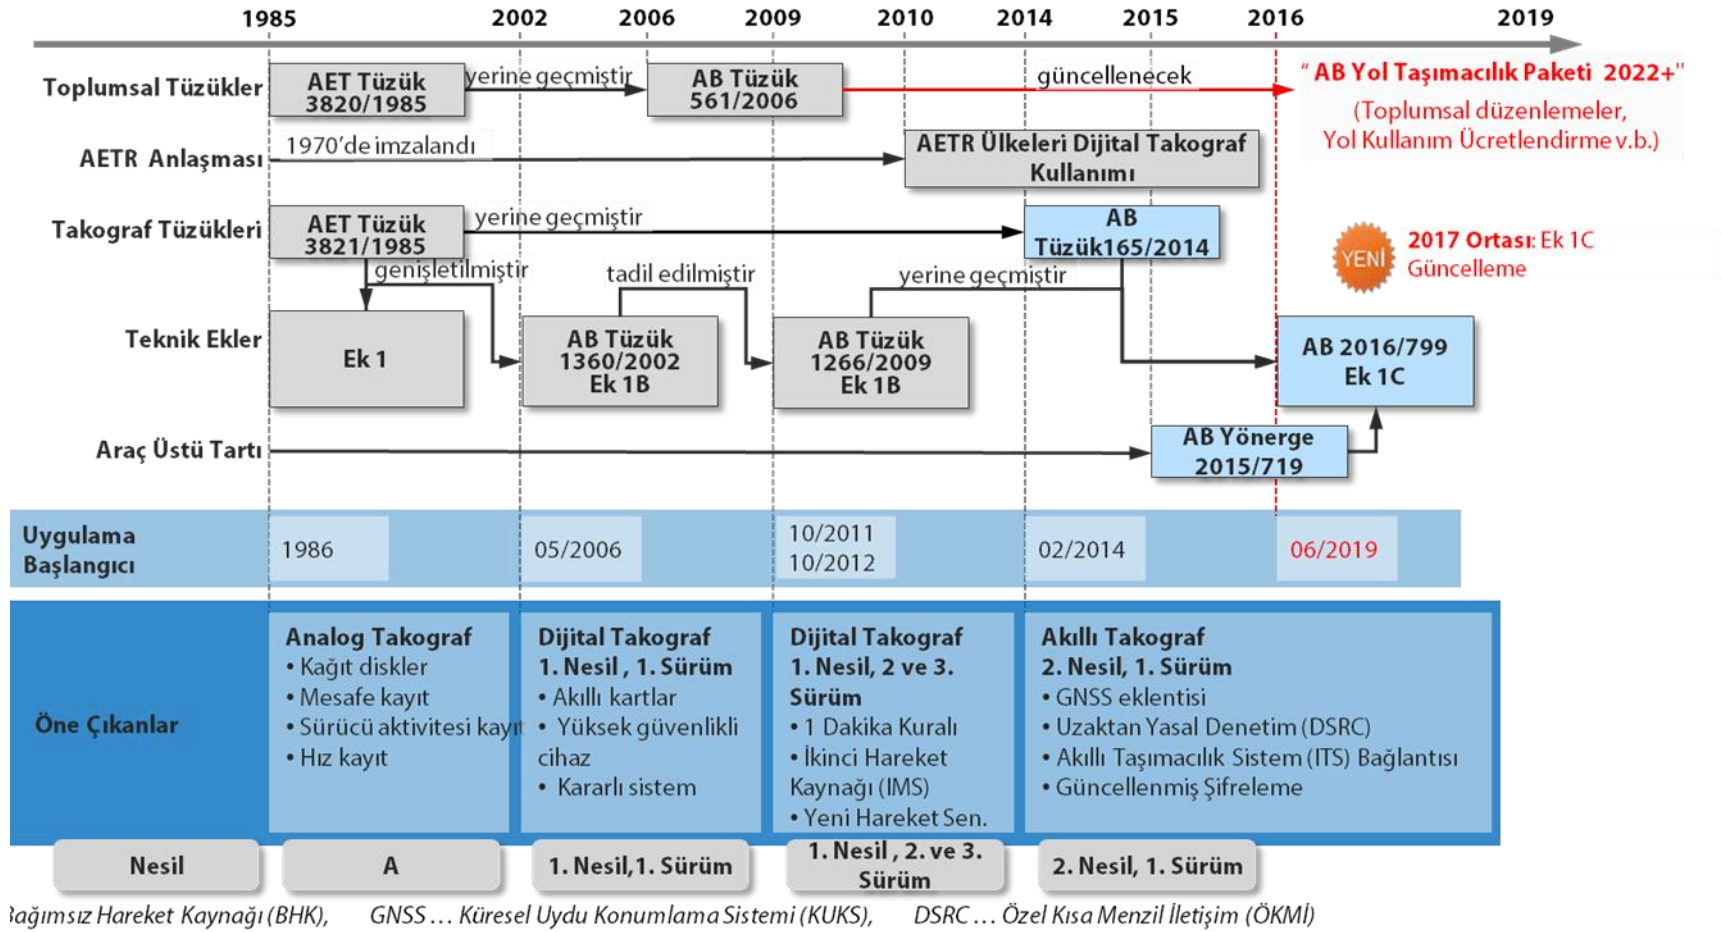 1985 2002 2006 2009 2010 2014 2015 2016 2019
Toplumsal Tüzükler
AET Tüzük
3820/1985
yerine geçmiştir
AB Tüzük
561/2006
güncellenecek
“ AB Yol Taşımacılık Paketi 2022+"
(Toplumsal düzenlemeler,
Yol Kullanım Ücretlendirme v.b.)
AETR Anlaşması
1970’de imzalandı
AETR Ülkeleri Dijital Takograf
Kullanımı
Takograf Tüzükleri
AET Tüzük
3821/1985
yerine geçmiştir
AB
Tüzük165/2014
YENİ
2017 Ortası: Ek 1C
Güncelleme
genişletilmiştir
tadil edilmiştir
yerine geçmiştir
Teknik Ekler
Ek 1
AB Tüzük
1360/2002
Ek 1B
AB Tüzük
1266/2009
Ek 1B
AB 2016/799
Ek 1C
Araç Üstü Tartı
AB Yönerge
2015/719
Uygulama
Başlangıcı
1986
05/2006
10/2011
10/2012
02/2014
06/2019
Öne Çıkanlar
Analog Takograf
• Kağıt diskler
• Mesafe kayıt
• Sürücü aktivitesi kayıt
• Hız kayıt
Dijital Takograf
1. Nesil , 1. Sürüm
• Akıllı kartlar
• Yüksek güvenlikli
cihaz
• Kararlı sistem
Dijital Takograf
1. Nesil, 2 ve 3.
Sürüm
• 1 Dakika Kuralı
• İkinci Hareket
Kaynağı (IMS)
• Yeni Hareket Sen.
Akıllı Takograf
2. Nesil, 1. Sürüm
• GNSS eklentisi
• Uzaktan Yasal Denetim (DSRC)
• Akıllı Taşımacılık Sistem (ITS) Bağlantısı
• Güncellenmiş Şifreleme
Nesil
A
1. Nesil,1. Sürüm
1. Nesil , 2. ve 3.
Sürüm
2. Nesil, 1. Sürüm
Bağımsız Hareket Kaynağı (BHK), GNSS … Küresel Uydu Konumlama Sistemi (KUKS), DSRC … Özel Kısa Menzil İletişim (ÖKMİ)